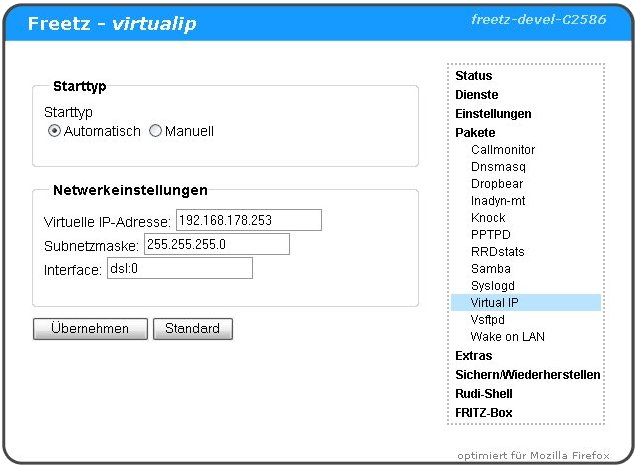 Freetz – virtualip
freetz-devel-C2586
Starttyp
Starttyp
Automatisch Manuell
Netwerkeinstellungen
Virtuelle IP-Adresse: 192.168.178.253
Subnetzmaske: 255.255.255.0
Interface: dsl:0
Übernehmen Standard
Status
Dienste
Einstellungen
Pakete
Callmonitor
Dnsmasq
Dropbear
Inadyn-mt
Knock
PPTPD
RRDstats
Samba
Syslogd
Virtual IP
Vsftpd
Wake on LAN
Extras
Sichern/Wiederherstellen
Rudi-Shell
FRITZ-Box
optimiert für Mozilla Firefox